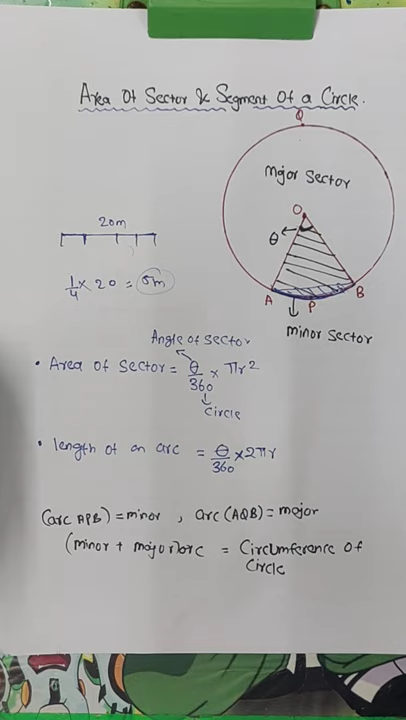 Area Of Sector & Segment Of a Circle.
Q
Major Sector
O
θ
20m
1/4 × 20 = 5m
A
P
B
minor sector
Angle of sector
• Area of Sector = θ/360 × πr²
Circle
• length of an arc = θ/360 × 2πr
(arc APB) = minor , arc (AQB) = major
(minor + major)arc = Circumference of
Circle